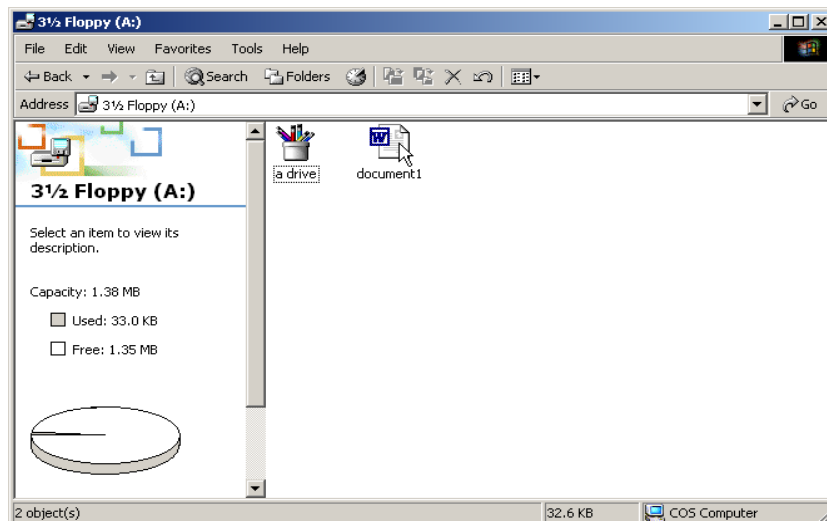 3½ Floppy (A:)
File Edit View Favorites Tools Help
Back Search Folders
Address 3½ Floppy (A:) Go
3½ Floppy (A:)
Select an item to view its
description.
Capacity: 1.38 MB
Used: 33.0 KB
Free: 1.35 MB
a drive document1
2 object(s) 32.6 KB COS Computer